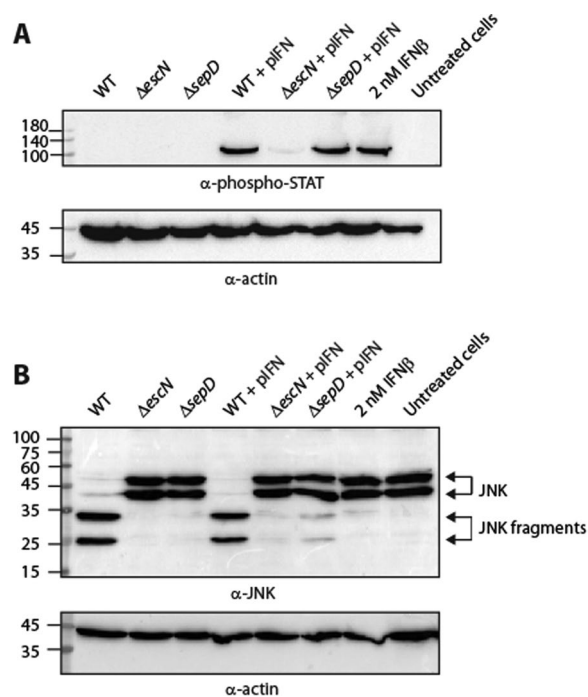 A
WT
ΔescN
ΔsepD
WT + pIFN
ΔescN + pIFN
ΔsepD + pIFN
2 nM IFNβ
Untreated cells
180
140
100
α-phospho-STAT
45
35
α-actin
B
WT
ΔescN
ΔsepD
WT + pIFN
ΔescN + pIFN
ΔsepD + pIFN
2 nM IFNβ
Untreated cells
100
75
60
45
35
25
15
JNK
JNK fragments
α-JNK
45
35
α-actin